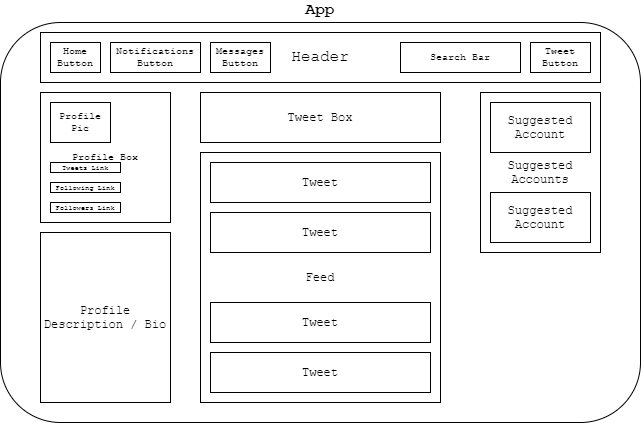 App
Home
Button
Notifications
Button
Messages
Button
Header
Search Bar
Tweet
Button
Profile
Pic
Profile Box
Tweets Link
Following Link
Followers Link
Profile
Description / Bio
Tweet Box
Tweet
Tweet
Feed
Tweet
Tweet
Suggested
Account
Suggested
Accounts
Suggested
Account